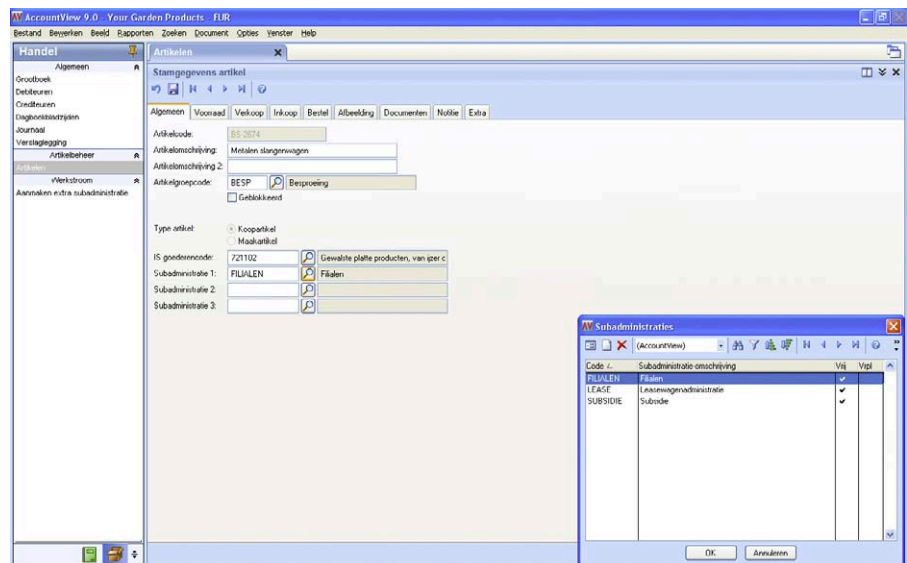 AccountView 9.0 - Your Garden Products - EUR
Bestand Bewerken Beeld Rapporten Zoeken Document Opties Venster Help
Handel
Algemeen
Grootboek
Debiteuren
Crediteuren
Dagboekbladzijden
Journaal
Verslaglegging
Artikelbeheer
Artikelen
Werkstroom
Aanmaken extra subadministratie
Artikelen
Stamgegevens artikel
Algemeen Voorraad Verkoop Inkoop Bestel Afbeelding Documenten Notitie Extra
Artikelcode: BS-2674
Artikelomschrijving: Metalen slangenwagen
Artikelomschrijving 2:
Artikelgroepcode: BESP Besproeiing
Geblokkeerd
Type artikel: Koopartikel
Maakartikel
IS goederencode: 721102 Gewalste platte producten, van ijzer o
Subadministratie 1: FILIALEN Filialen
Subadministratie 2:
Subadministratie 3:
Subadministraties
(AccountView)
Code Subadministratie-omschrijving Vrij Vrpl
FILIALEN Filialen
LEASE Leasewagenadministratie
SUBSIDIE Subsidie
OK Annuleren